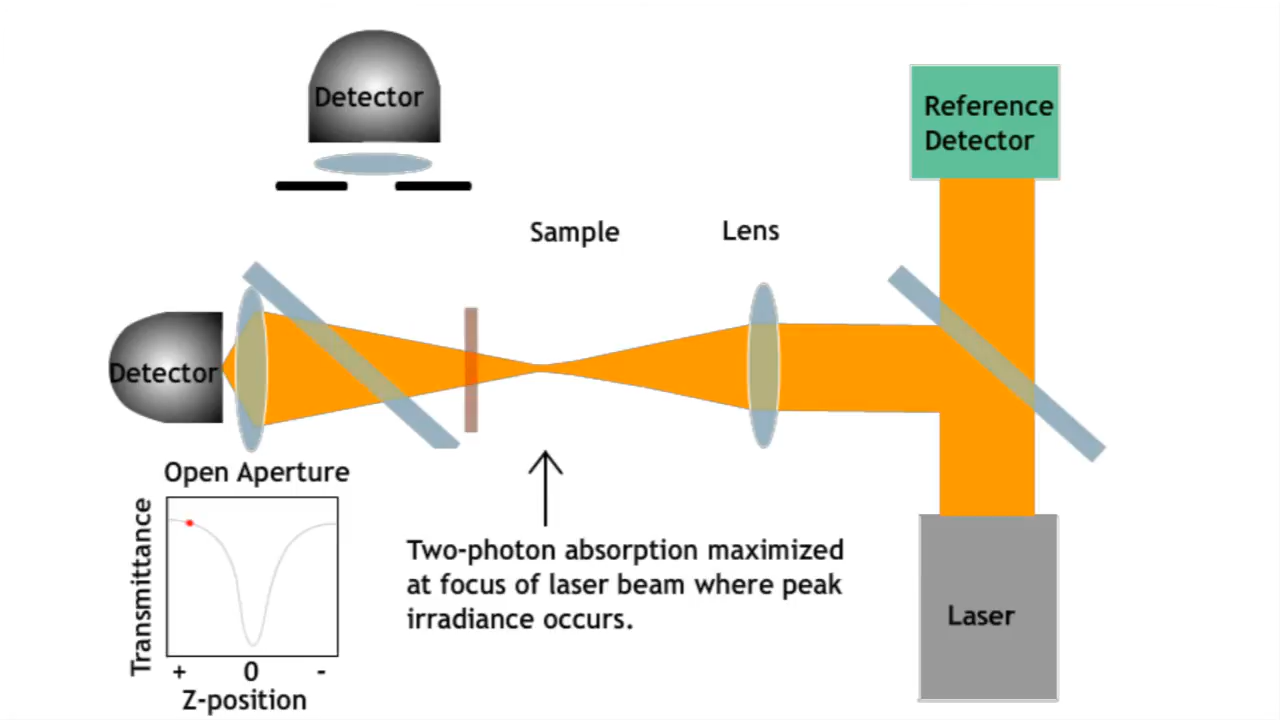 Detector
Reference
Detector
Sample
Lens
Detector
Open Aperture
Transmittance
+ 0 -
Z-position
Two-photon absorption maximized
at focus of laser beam where peak
irradiance occurs.
Laser